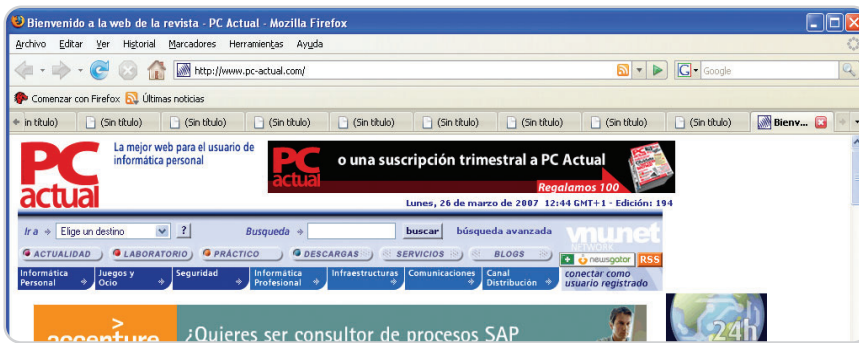 Bienvenido a la web de la revista - PC Actual - Mozilla Firefox
Archivo Editar Ver Historial Marcadores Herramientas Ayuda
http://www.pc-actual.com/
Google
Comenzar con Firefox Últimas noticias
in título) (Sin título) (Sin título) (Sin título) (Sin título) (Sin título) (Sin título) (Sin título) (Sin título) Bienv...
PC actual
La mejor web para el usuario de
informática personal
PC actual
o una suscripción trimestral a PC Actual
Regalamos 100
Lunes, 26 de marzo de 2007 12:44 GMT+1 - Edición: 194
Ir a Elige un destino ? Busqueda buscar búsqueda avanzada
vnunet
NETWORK
ACTUALIDAD LABORATORIO PRÁCTICO DESCARGAS SERVICIOS BLOGS
newsgator RSS
Informática Personal
Juegos y Ocio
Seguridad
Informática Profesional
Infraestructuras
Comunicaciones
Canal Distribución
conectar como
usuario registrado
accenture
¿Quieres ser consultor de procesos SAP
24h